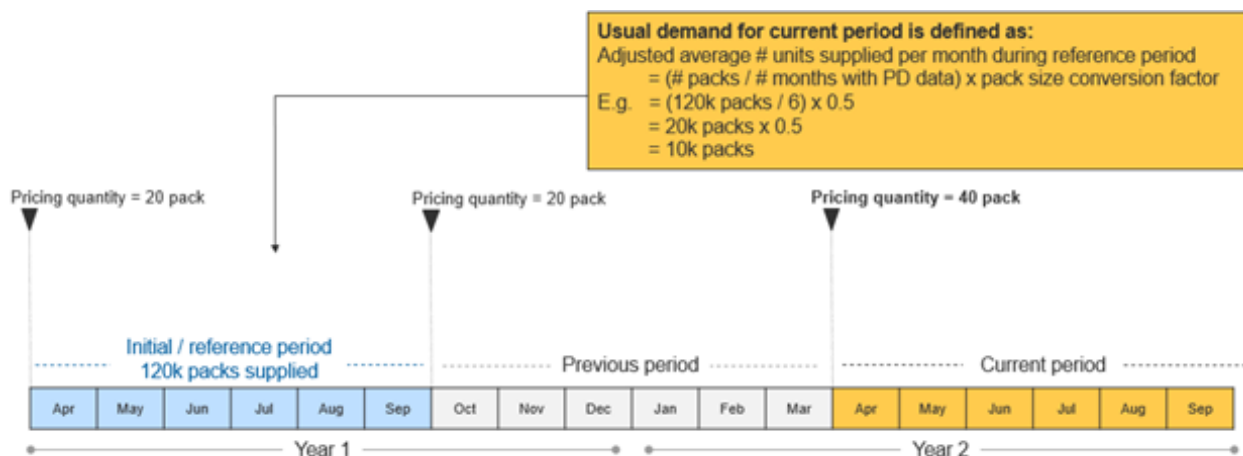 Usual demand for current period is defined as:
Adjusted average # units supplied per month during reference period
= (# packs / # months with PD data) x pack size conversion factor
E.g. = (120k packs / 6) x 0.5
= 20k packs x 0.5
= 10k packs
Pricing quantity = 20 pack
Pricing quantity = 20 pack
Pricing quantity = 40 pack
Initial / reference period
120k packs supplied
Previous period
Current period
Apr May Jun Jul Aug Sep Oct Nov Dec Jan Feb Mar Apr May Jun Jul Aug Sep
Year 1
Year 2